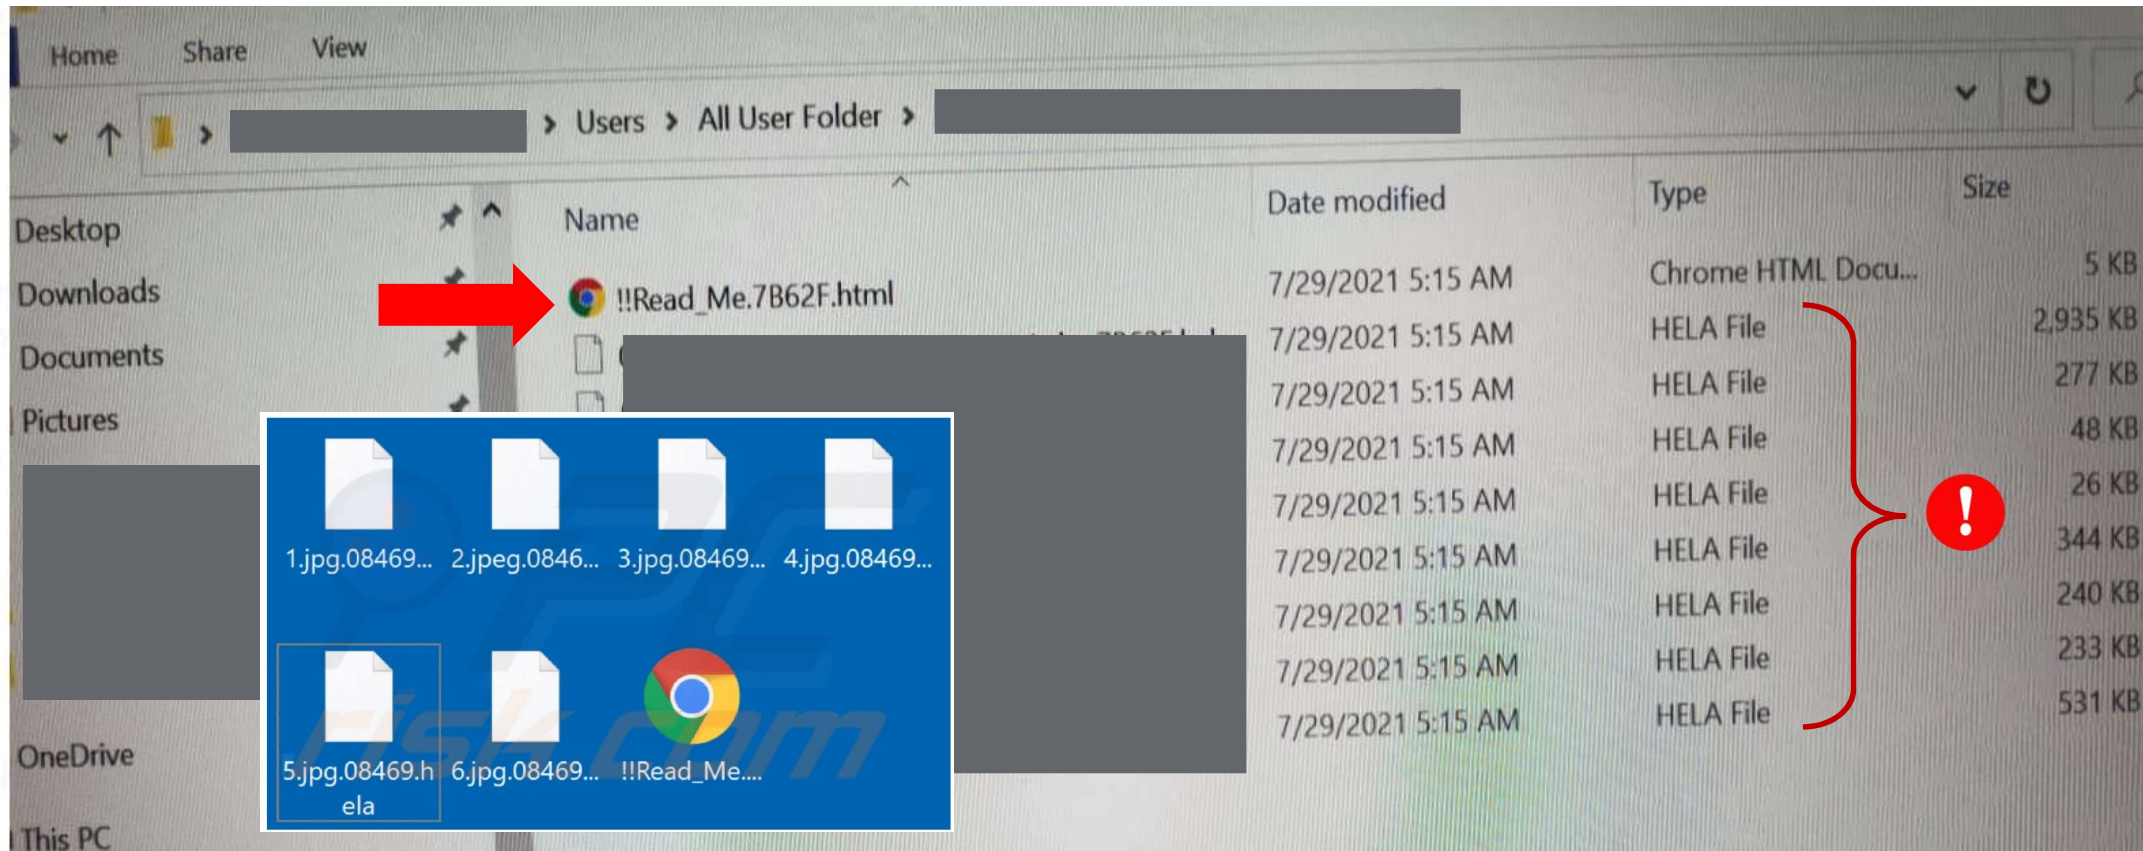 Home Share View
Users All User Folder
Name Date modified Type Size
Desktop
Downloads
Documents
Pictures
OneDrive
This PC
!!Read_Me.7B62F.html 7/29/2021 5:15 AM Chrome HTML Docu... 5 KB
7/29/2021 5:15 AM HELA File 2,935 KB
7/29/2021 5:15 AM HELA File 277 KB
7/29/2021 5:15 AM HELA File 48 KB
7/29/2021 5:15 AM HELA File 26 KB
7/29/2021 5:15 AM HELA File 344 KB
7/29/2021 5:15 AM HELA File 240 KB
7/29/2021 5:15 AM HELA File 233 KB
7/29/2021 5:15 AM HELA File 531 KB
!
1.jpg.08469... 2.jpeg.0846... 3.jpg.08469... 4.jpg.08469...
5.jpg.08469.h 6.jpg.08469... !!Read_Me....
ela
PC
risk.com